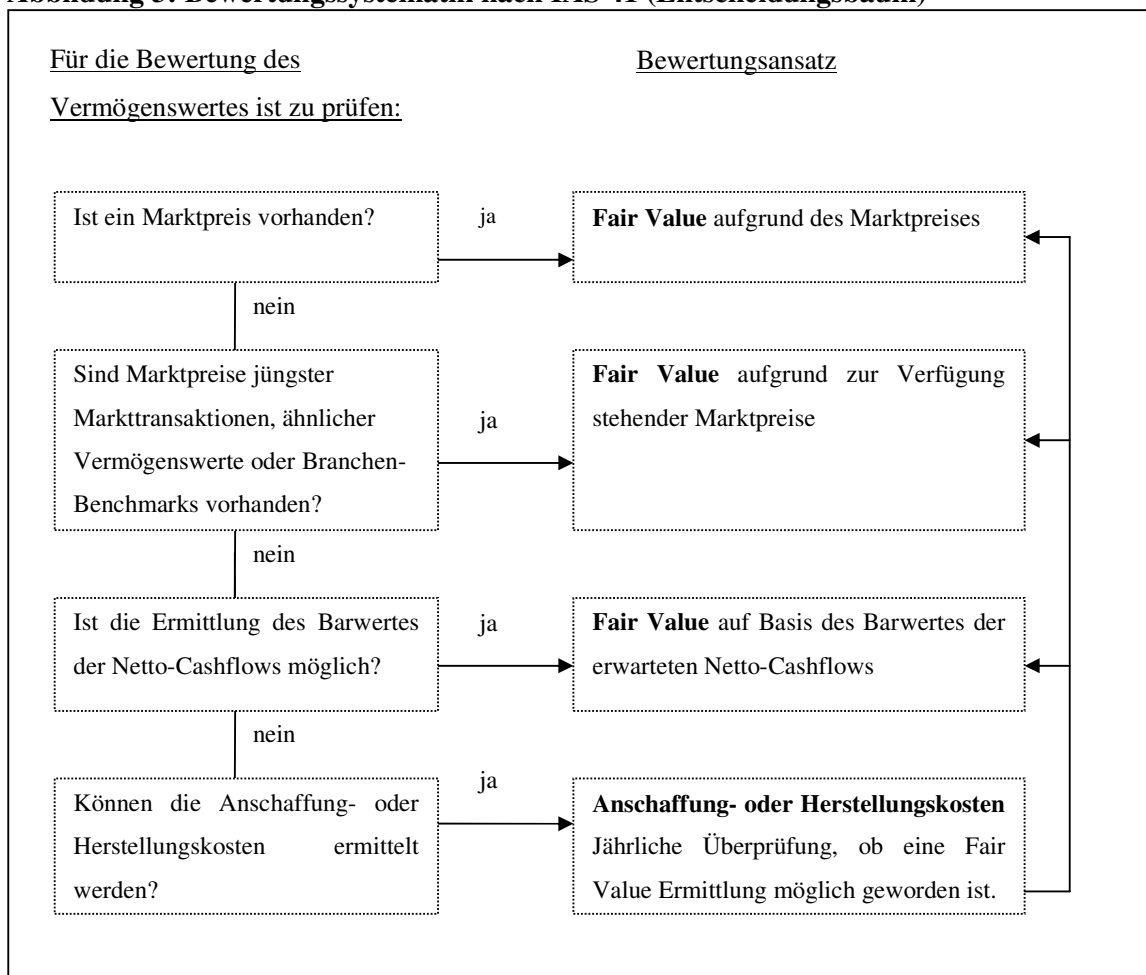 Abbildung Bewertungssystematik nach IAS 41 (Entscheidungsbaum)
Für die Bewertung des
Vermögenswertes ist zu prüfen:
Bewertungsansatz
Ist ein Marktpreis vorhanden?
ja
Fair Value aufgrund des Marktpreises
nein
Sind Marktpreise jüngster
Markttransaktionen, ähnlicher
Vermögenswerte oder Branchen-
Benchmarks vorhanden?
ja
Fair Value aufgrund zur Verfügung
stehender Marktpreise
nein
Ist die Ermittlung des Barwertes
der Netto-Cashflows möglich?
ja
Fair Value auf Basis des Barwertes der
erwarteten Netto-Cashflows
nein
Können die Anschaffung- oder
Herstellungskosten ermittelt
werden?
ja
Anschaffung- oder Herstellungskosten
Jährliche Überprüfung, ob eine Fair
Value Ermittlung möglich geworden ist.